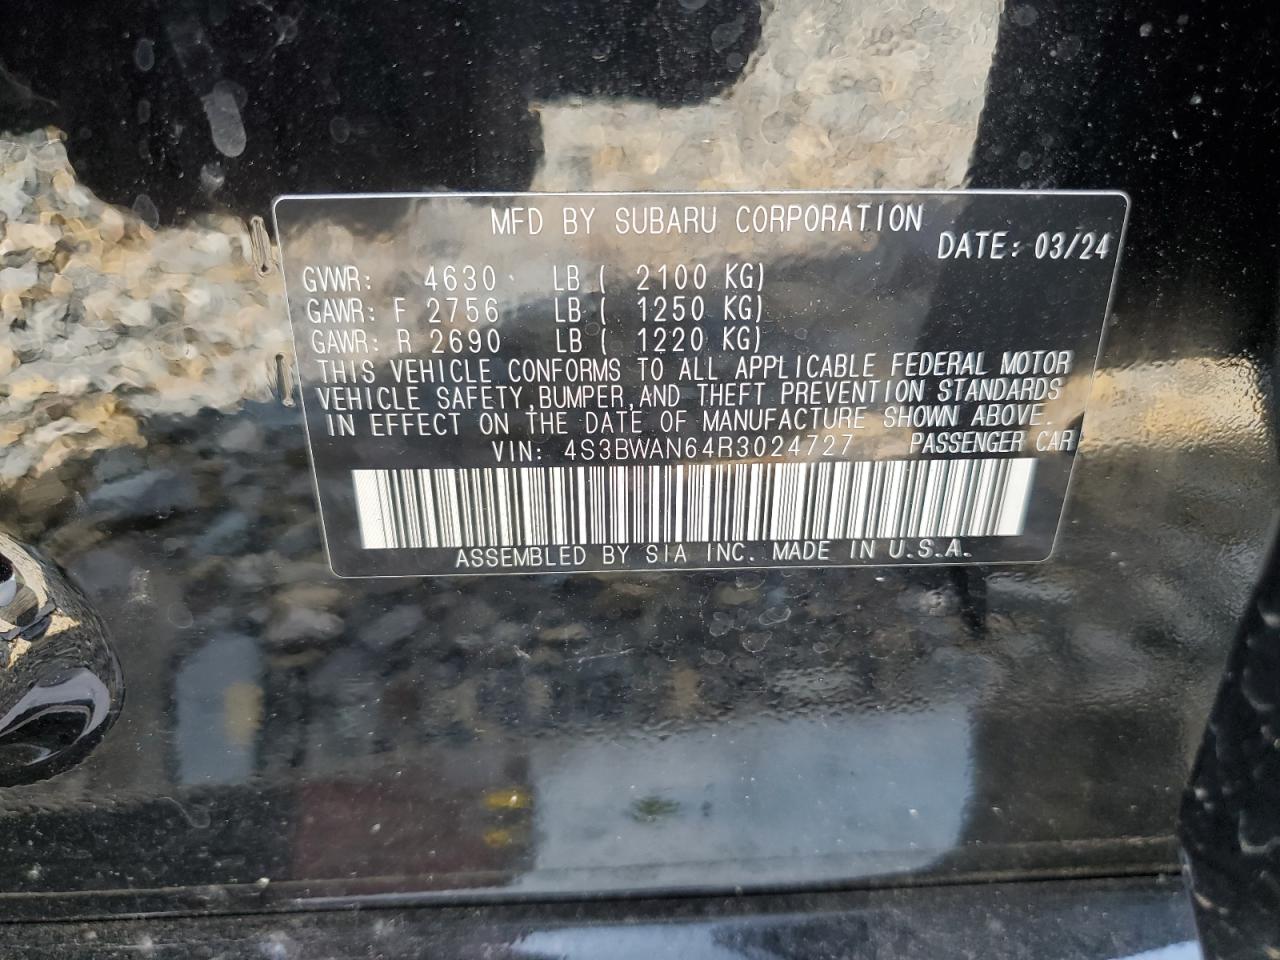 MFD BY SUBARU CORPORATION
DATE: 03/24
GVWR: 4630 LB ( 2100 KG)
GAWR: F 2756 LB ( 1250 KG)
GAWR: R 2690 LB ( 1220 KG)
THIS VEHICLE CONFORMS TO ALL APPLICABLE FEDERAL MOTOR
VEHICLE SAFETY, BUMPER, AND THEFT PREVENTION STANDARDS
IN EFFECT ON THE DATE OF MANUFACTURE SHOWN ABOVE.
VIN: 4S3BWAN64R3024727 PASSENGER CAR
ASSEMBLED BY SIA INC. MADE IN U.S.A.